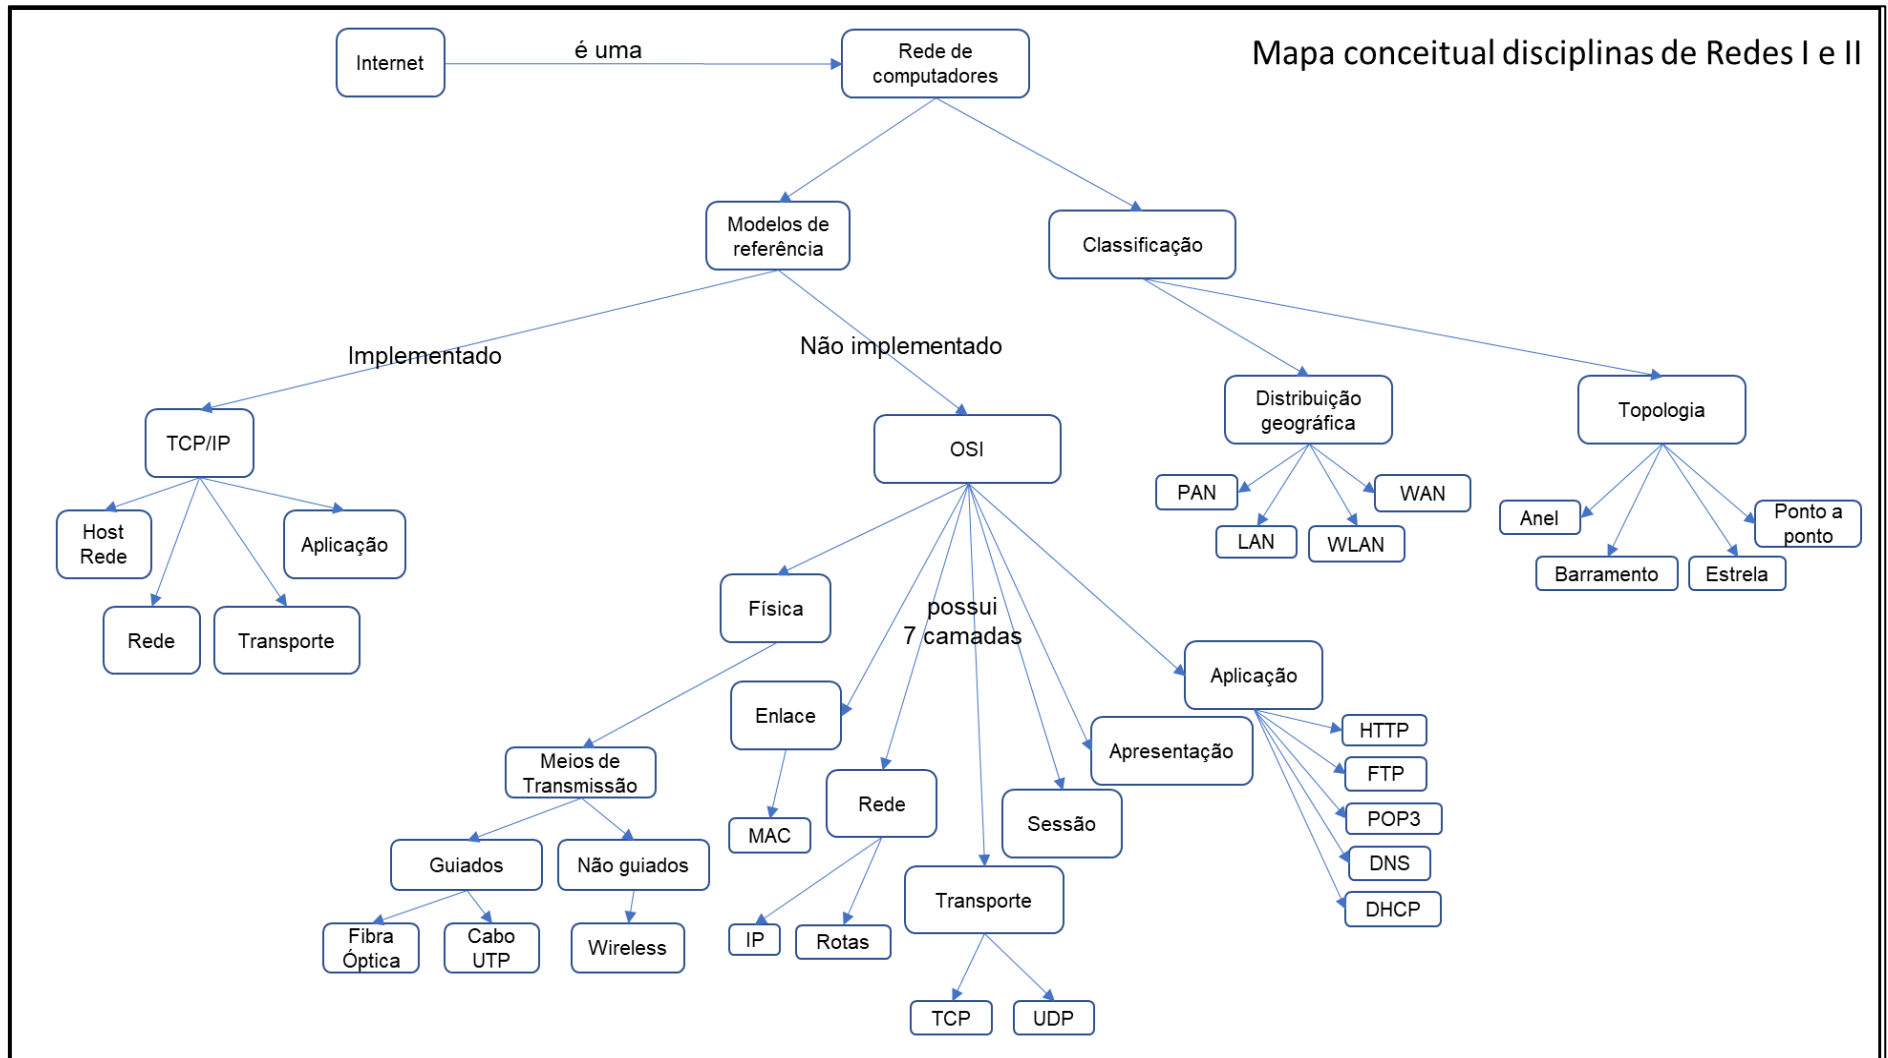 Mapa conceitual disciplinas de Redes I e II
Internet
é uma
Rede de
computadores
Modelos de
referência
Classificação
Implementado
Não implementado
TCP/IP
OSI
Distribuição
geográfica
Topologia
Host
Rede
Aplicação
Rede
Transporte
PAN
WAN
LAN
WLAN
Anel
Ponto a
ponto
Barramento
Estrela
Física
possui
7 camadas
Enlace
Aplicação
Apresentação
Meios de
Transmissão
Rede
Sessão
MAC
Transporte
HTTP
FTP
POP3
DNS
DHCP
Guiados
Não guiados
Fibra
Óptica
Cabo
UTP
Wireless
IP
Rotas
TCP
UDP